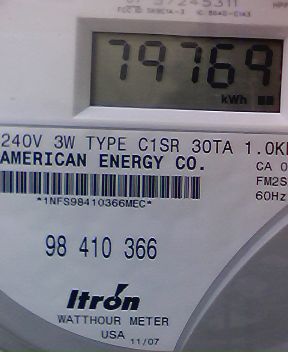 79769
kWh
240V 3W TYPE C1SR 30TA 1.0K
AMERICAN ENERGY CO.
CA 0
FM2S
60Hz
*1NFS98410366MEC*
98 410 366
Itron
WATTHOUR METER
USA 11/07